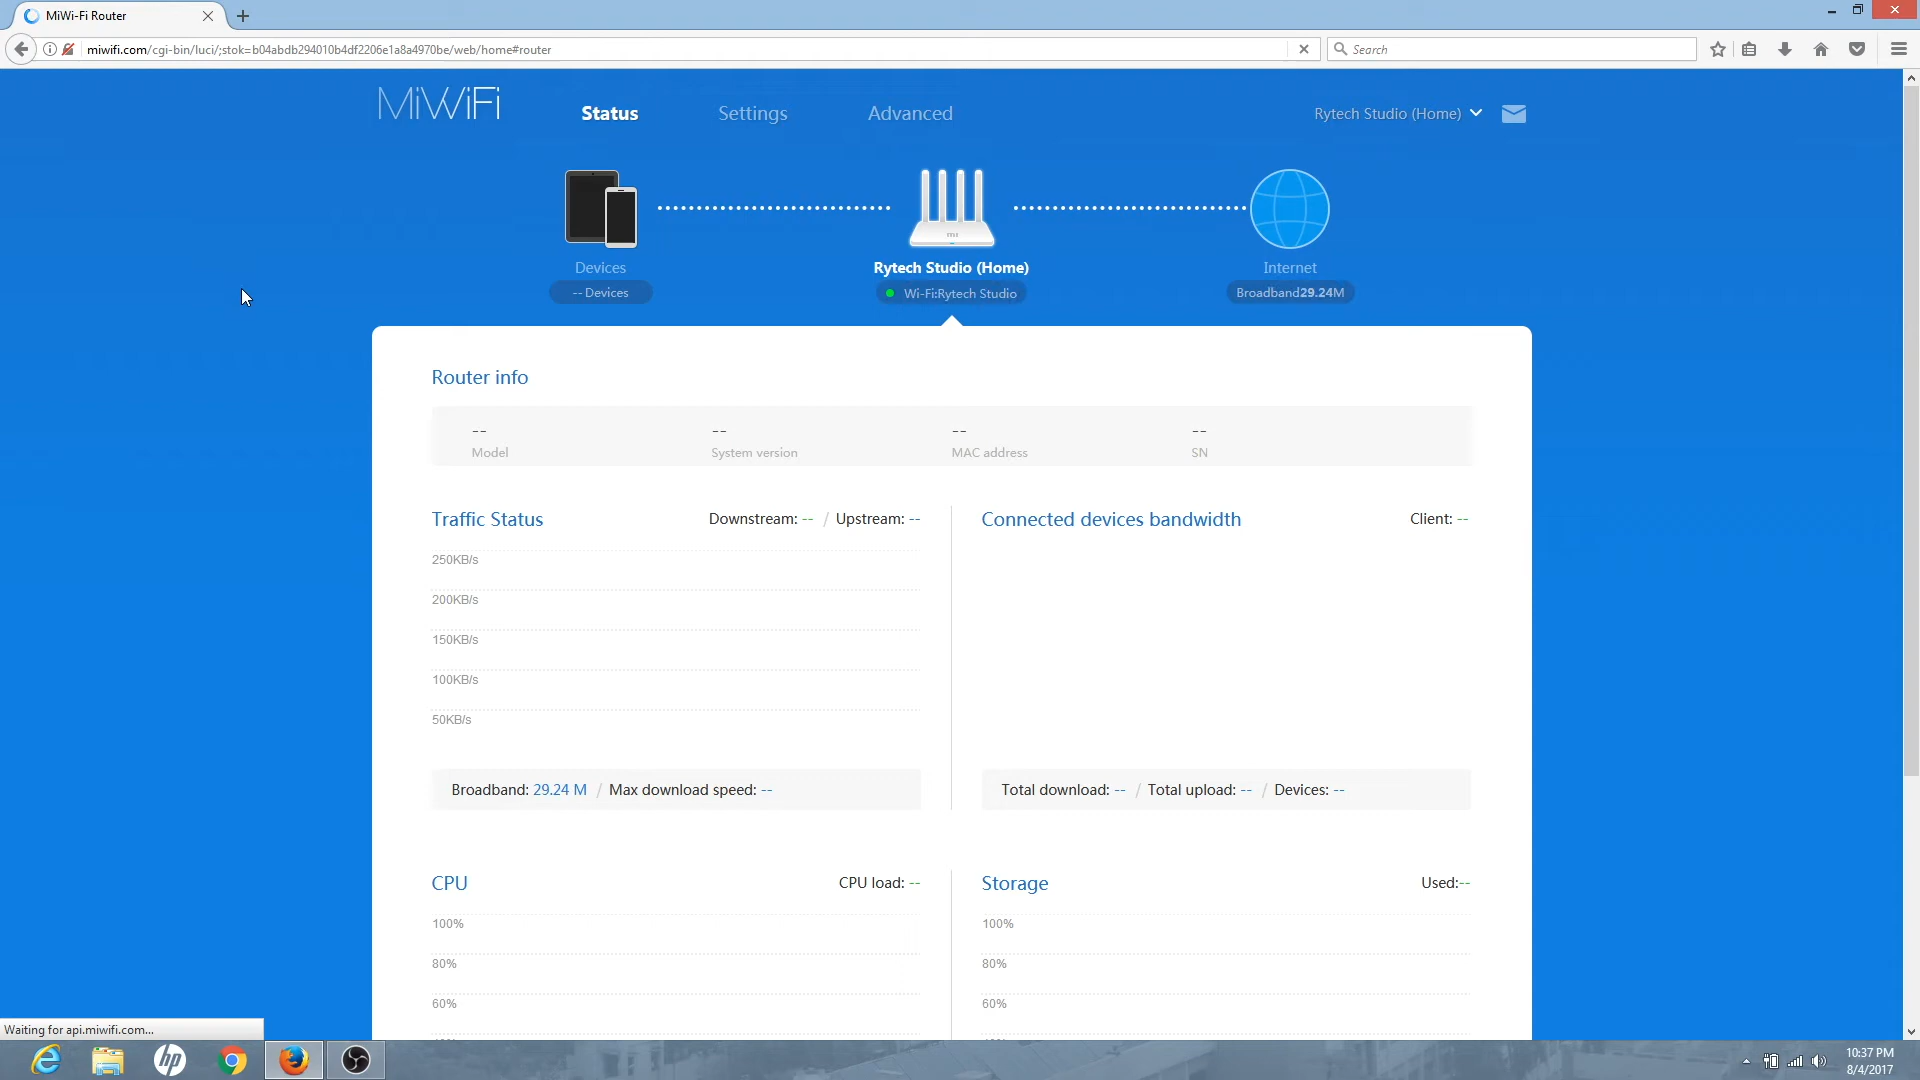 MiWi-Fi Router
miwifi.com/cgi-bin/luci/;stok=b04abdb294010b4df2206e1a8a4970be/web/home#router
Search
MiWiFi
Status
Settings
Advanced
Rytech Studio (Home)
Devices
Rytech Studio (Home)
Internet
-- Devices
Wi-Fi:Rytech Studio
Broadband29.24M
Router info
-- -- -- --
Model System version MAC address SN
Traffic Status Downstream: -- / Upstream: --
250KB/s
200KB/s
150KB/s
100KB/s
50KB/s
Broadband: 29.24 M / Max download speed: --
Connected devices bandwidth Client: --
Total download: -- / Total upload: -- / Devices: --
CPU CPU load: --
100%
80%
60%
Storage Used:--
100%
80%
60%
Waiting for api.miwifi.com...
hp
10:37 PM
8/4/2017